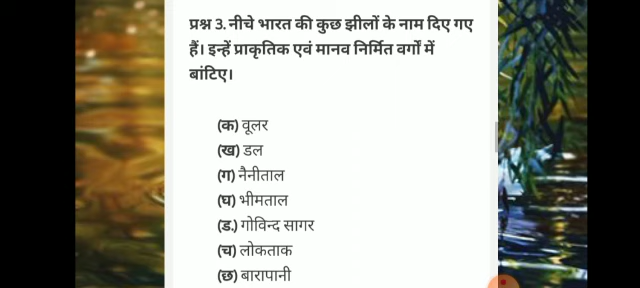 प्रश्न 3. नीचे भारत की कुछ झीलों के नाम दिए गए
हैं। इन्हें प्राकृतिक एवं मानव निर्मित वर्गों में
बांटिए।
(क) वूलर
(ख) डल
(ग) नैनीताल
(घ) भीमताल
(ड.) गोविन्द सागर
(च) लोकताक
(छ) बारापानी